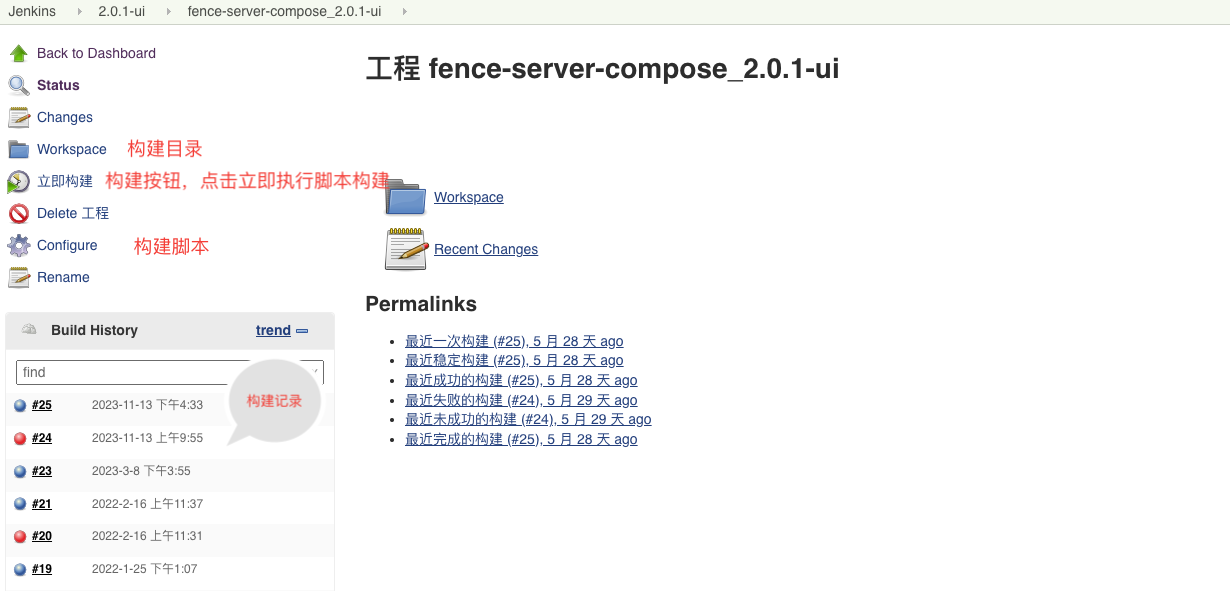 Jenkins 2.0.1-ui fence-server-compose_2.0.1-ui
Back to Dashboard
Status
Changes
Workspace 构建目录
立即构建 构建按钮，点击立即执行脚本构建
Delete 工程
Configure 构建脚本
Rename
Build History trend
find
构建记录
#25 2023-11-13 下午4:33
#24 2023-11-13 上午9:55
#23 2023-3-8 下午3:55
#21 2022-2-16 上午11:37
#20 2022-2-16 上午11:31
#19 2022-1-25 下午1:07
工程 fence-server-compose_2.0.1-ui
Workspace
Recent Changes
Permalinks
最近一次构建 (#25), 5 月 28 天 ago
最近稳定构建 (#25), 5 月 28 天 ago
最近成功的构建 (#25), 5 月 28 天 ago
最近失败的构建 (#24), 5 月 29 天 ago
最近未成功的构建 (#24), 5 月 29 天 ago
最近完成的构建 (#25), 5 月 28 天 ago